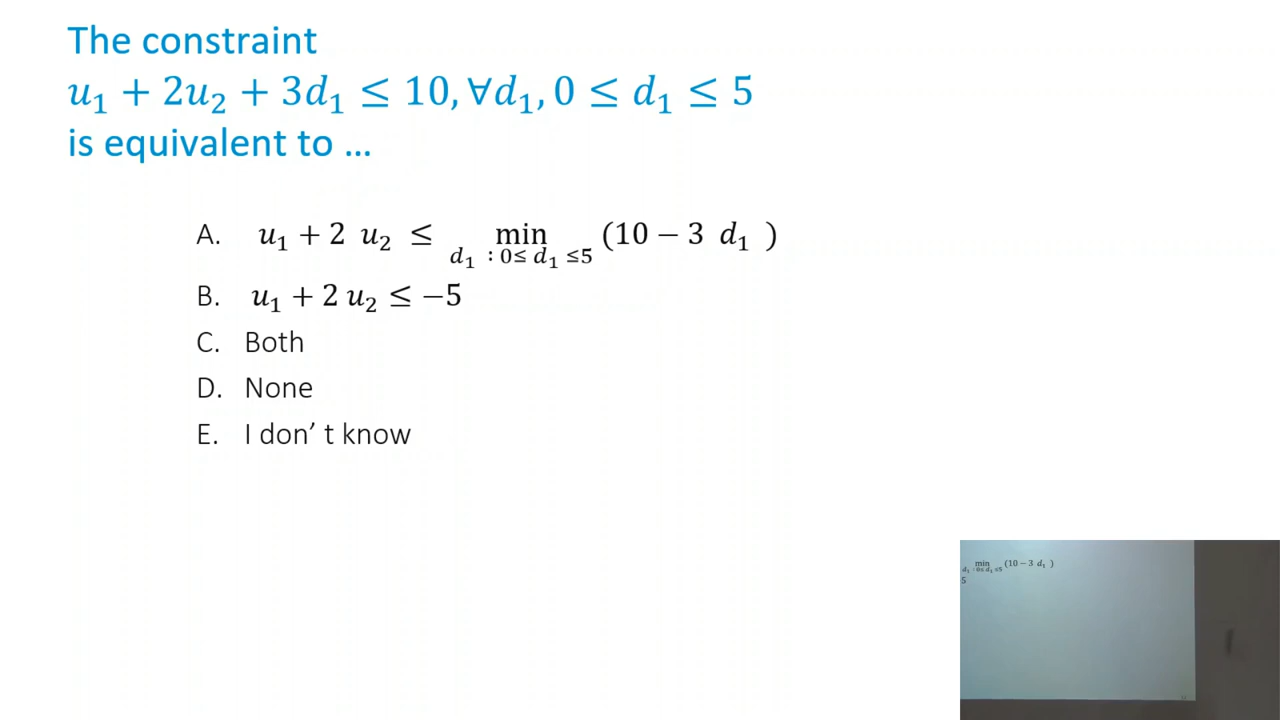 The constraint
𝑢₁ + 2𝑢₂ + 3𝑑₁ ≤ 10, ∀𝑑₁, 0 ≤ 𝑑₁ ≤ 5
is equivalent to …
A. 𝑢₁ + 2 𝑢₂ ≤ min (10 − 3 𝑑₁ )
𝑑₁ : 0≤ 𝑑₁ ≤5
B. 𝑢₁ + 2 𝑢₂ ≤ −5
C. Both
D. None
E. I don’ t know
min (10 − 3 𝑑₁ )
𝑑₁ : 0≤ 𝑑₁ ≤5
5